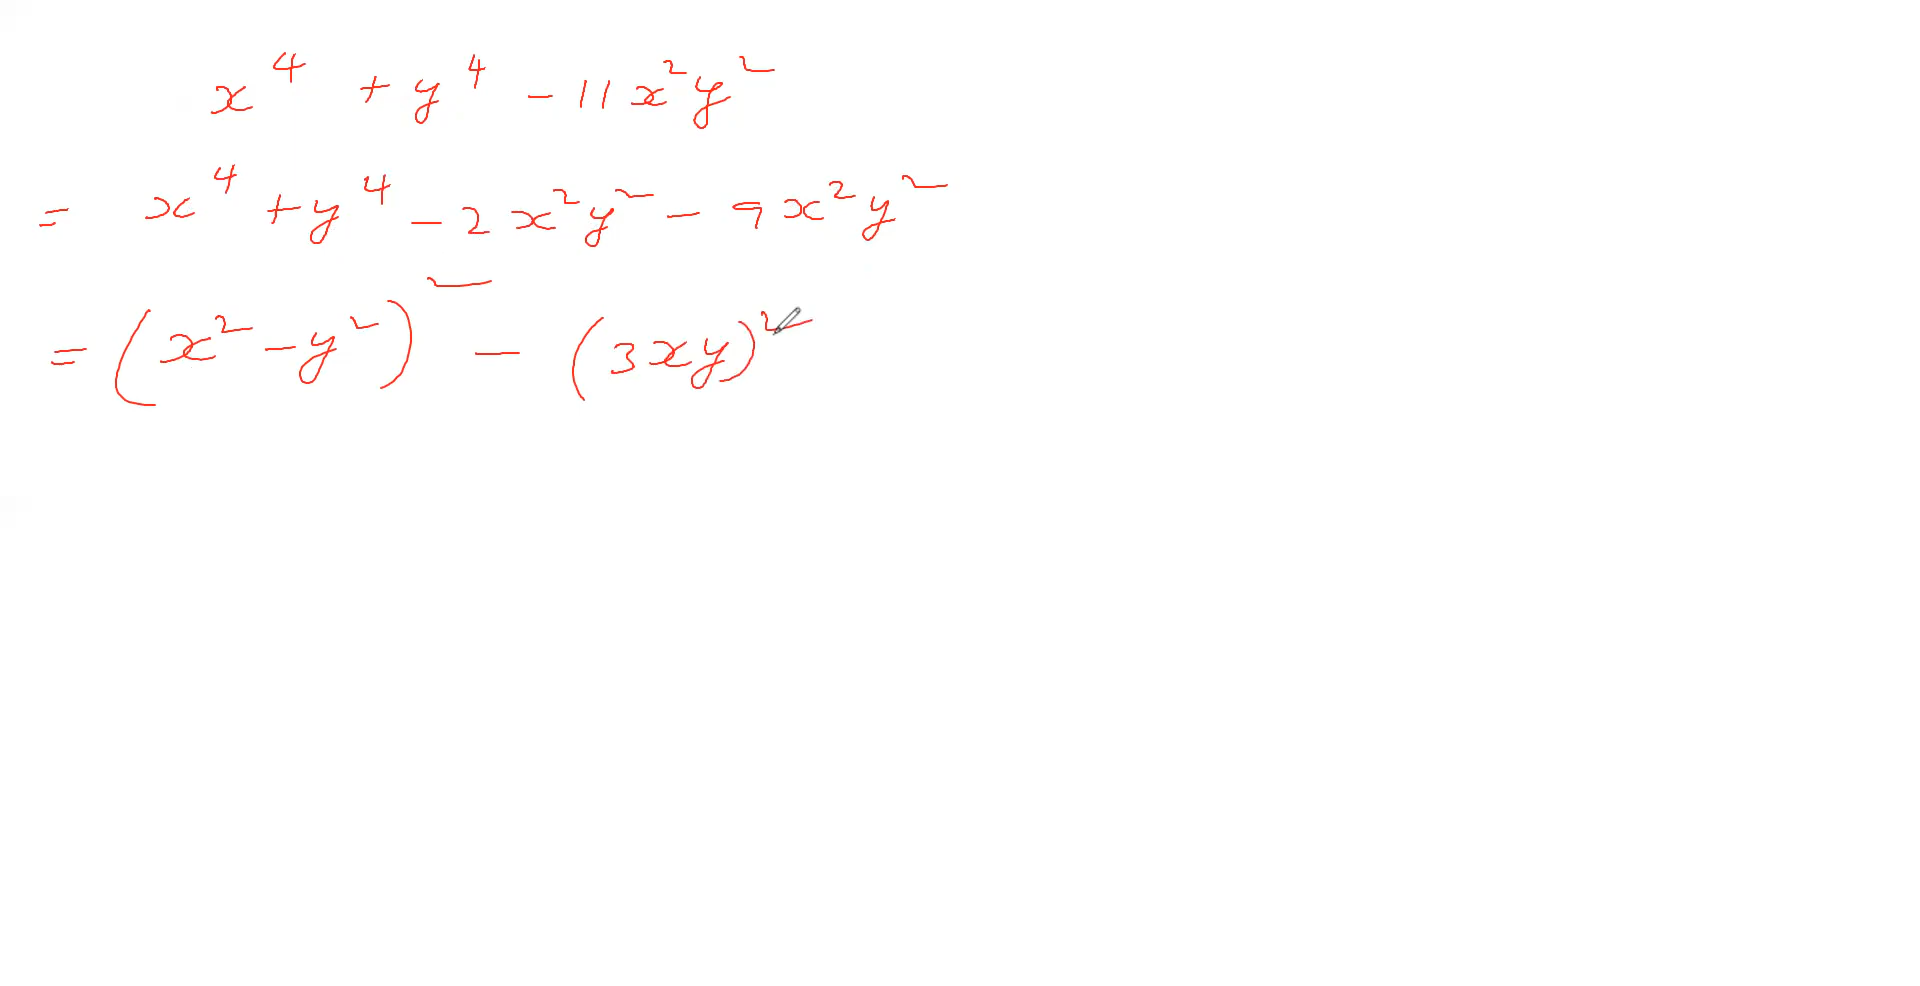 x⁴ + y⁴ - 11x²y²
= x⁴ + y⁴ - 2x²y² - 9x²y²
= (x² - y²)² - (3xy)²